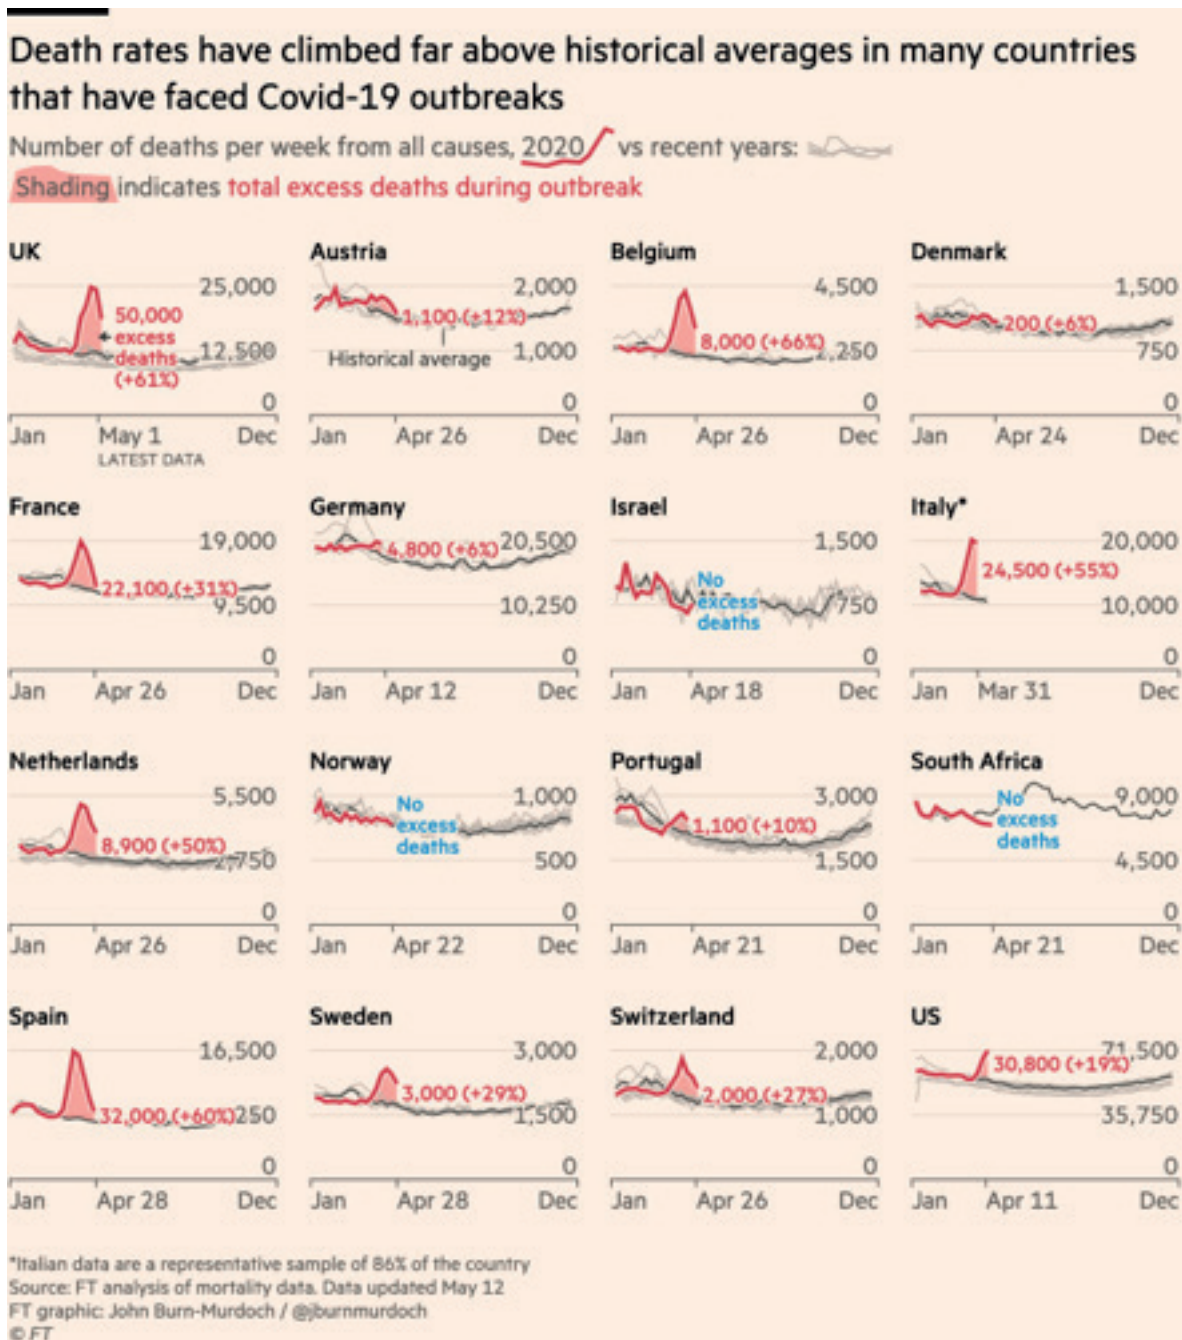 Death rates have climbed far above historical averages in many countries
that have faced Covid-19 outbreaks
Number of deaths per week from all causes, 2020 vs recent years:
Shading indicates total excess deaths during outbreak
UK
25,000
50,000
excess
deaths
(+61%)
12,500
0
Jan May 1 Dec
LATEST DATA
Austria
2,000
1,100 (+12%)
Historical average 1,000
0
Jan Apr 26 Dec
Belgium
4,500
8,000 (+66%)
2,250
0
Jan Apr 26 Dec
Denmark
1,500
200 (+6%)
750
0
Jan Apr 24 Dec
France
19,000
22,100 (+31%)
9,500
0
Jan Apr 26 Dec
Germany
4,800 (+6%) 20,500
10,250
0
Jan Apr 12 Dec
Israel
1,500
No
excess
deaths
750
0
Jan Apr 18 Dec
Italy*
20,000
24,500 (+55%)
10,000
0
Jan Mar 31 Dec
Netherlands
5,500
8,900 (+50%)
2,750
0
Jan Apr 26 Dec
Norway
1,000
No
excess
deaths
500
0
Jan Apr 22 Dec
Portugal
3,000
1,100 (+10%)
1,500
0
Jan Apr 21 Dec
South Africa
9,000
No
excess
deaths
4,500
0
Jan Apr 21 Dec
Spain
16,500
32,000 (+60%) 250
0
Jan Apr 28 Dec
Sweden
3,000
3,000 (+29%)
1,500
0
Jan Apr 28 Dec
Switzerland
2,000
2,000 (+27%)
1,000
0
Jan Apr 26 Dec
US
71,500
30,800 (+19%)
35,750
0
Jan Apr 11 Dec
*Italian data are a representative sample of 86% of the country
Source: FT analysis of mortality data. Data updated May 12
FT graphic: John Burn-Murdoch / @jburnmurdoch
© FT